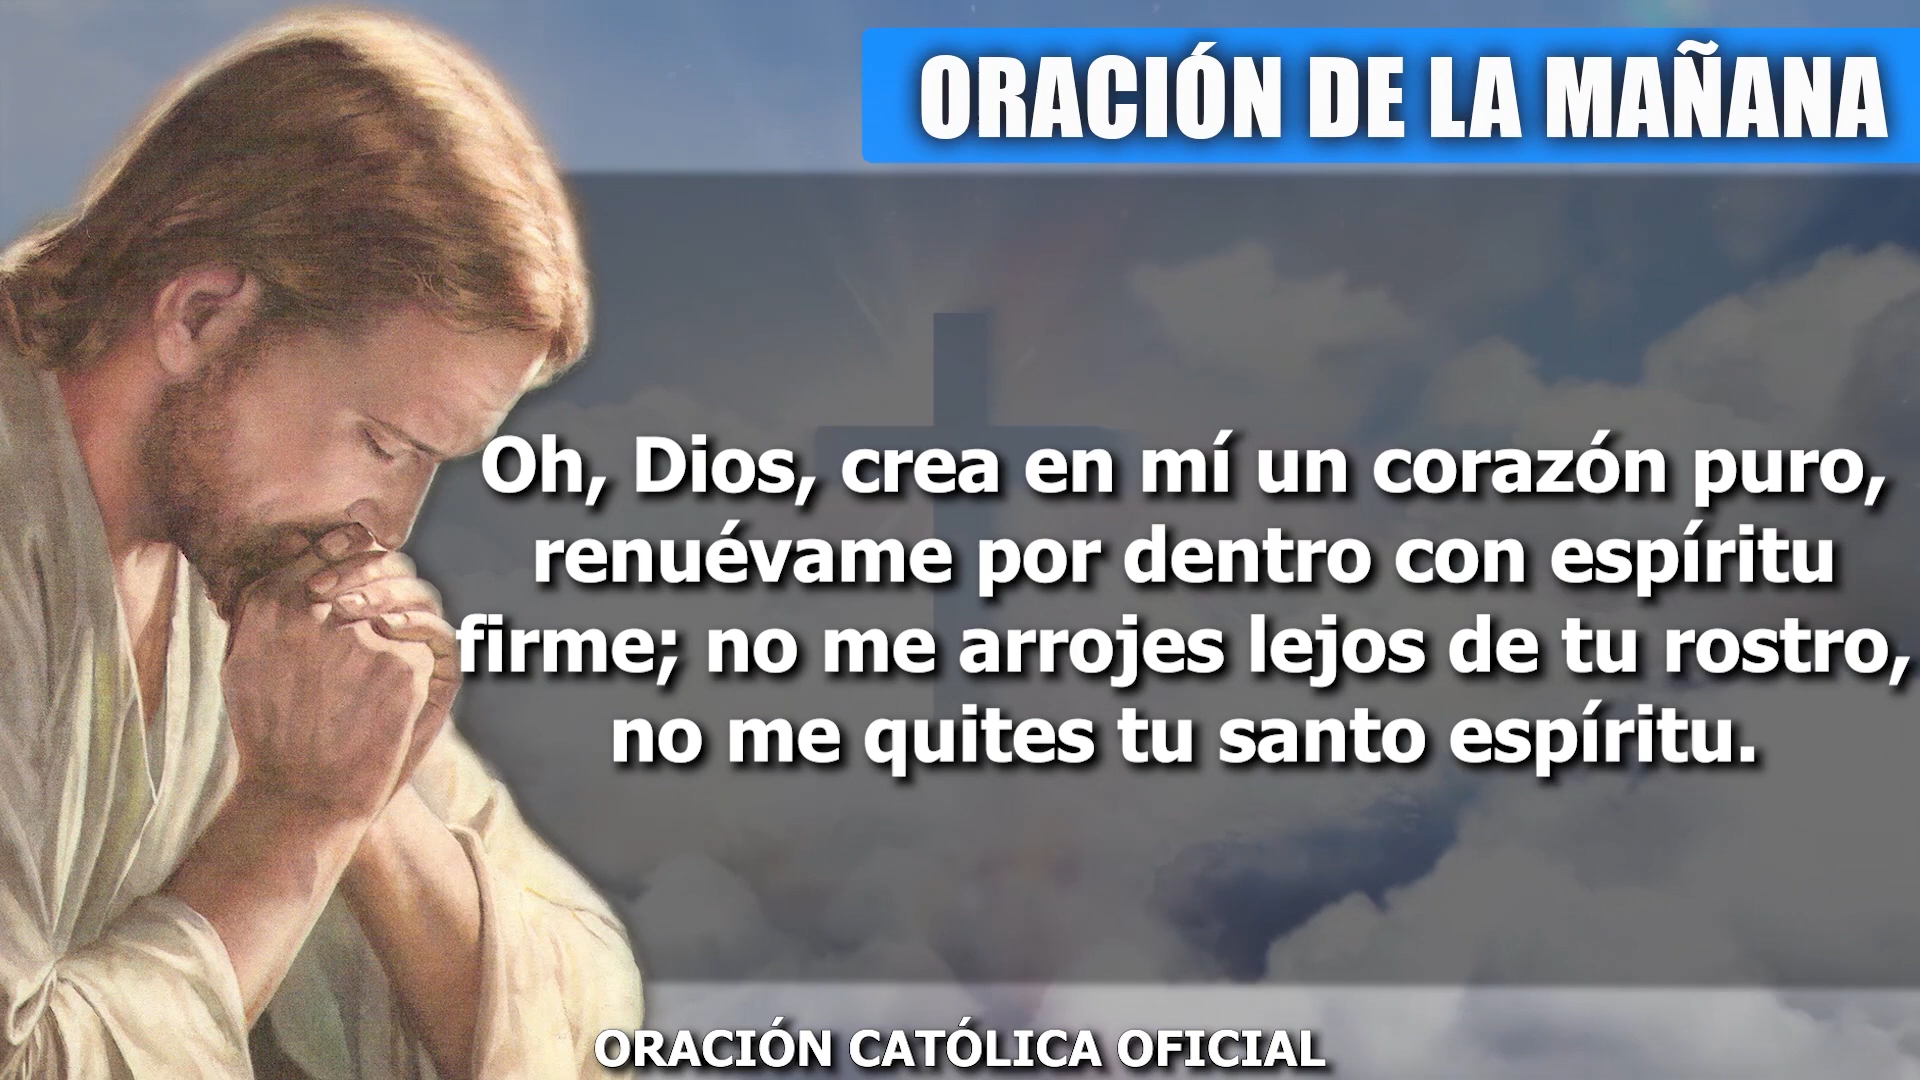 ORACIÓN DE LA MAÑANA
Oh, Dios, crea en mí un corazón puro,
renuévame por dentro con espíritu
firme; no me arrojes lejos de tu rostro,
no me quites tu santo espíritu.
ORACIÓN CATÓLICA OFICIAL